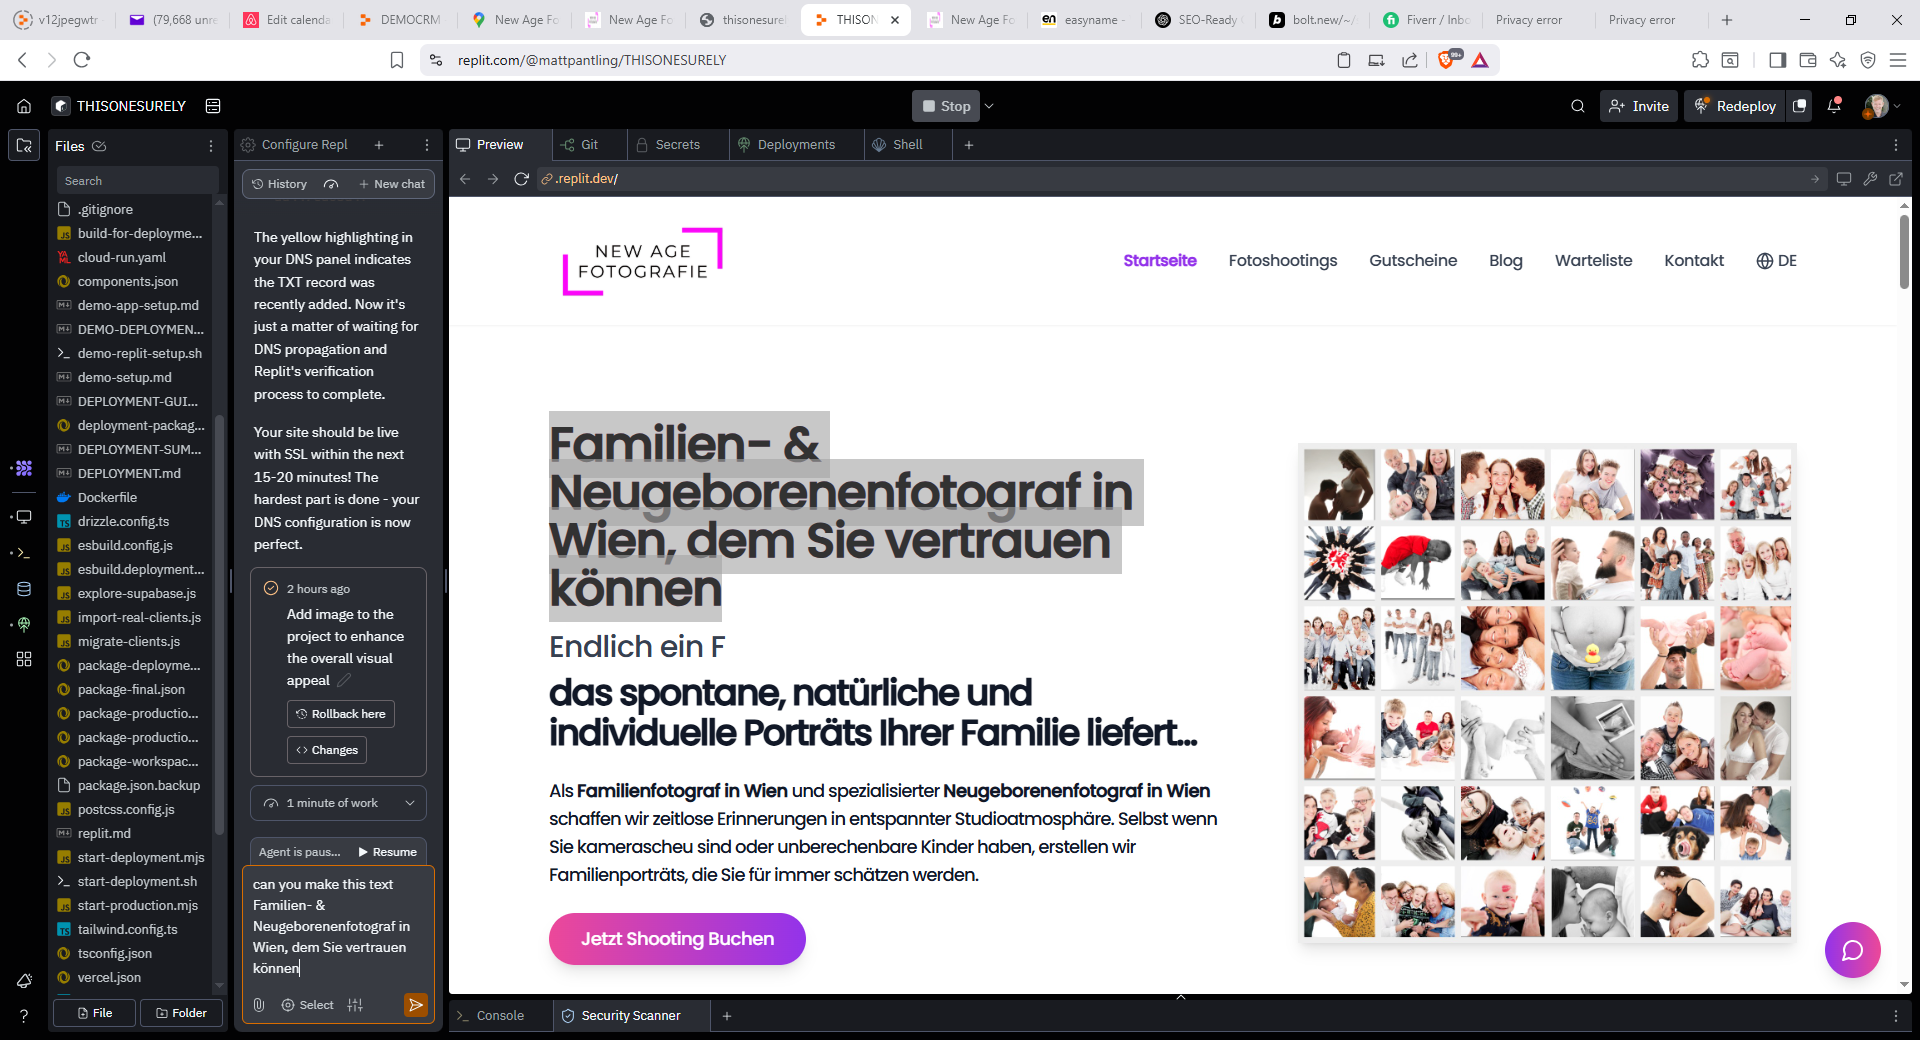 v12jpegwtr
(79,668 unre
Edit calenda
DEMOCRM
New Age Fo
New Age Fo
thisonesurel
THISON
New Age Fo
easyname -
SEO-Ready
bolt.new/~/
Fiverr / Inbo
Privacy error
Privacy error
replit.com/@mattpantling/THISONESURELY
99+
THISONESURELY
Stop
Invite
Redeploy
Files
Configure Repl
Preview
Git
Secrets
Deployments
Shell
Search
History
New chat
.replit.dev/
.gitignore
build-for-deployme...
cloud-run.yaml
components.json
demo-app-setup.md
DEMO-DEPLOYMEN...
demo-replit-setup.sh
demo-setup.md
DEPLOYMENT-GUI...
deployment-packag...
DEPLOYMENT-SUM...
DEPLOYMENT.md
Dockerfile
drizzle.config.ts
esbuild.config.js
esbuild.deployment...
explore-supabase.js
import-real-clients.js
migrate-clients.js
package-deployme...
package-final.json
package-productio...
package-productio...
package-workspac...
package.json.backup
postcss.config.js
replit.md
start-deployment.mjs
start-deployment.sh
start-production.mjs
tailwind.config.ts
tsconfig.json
vercel.json
File
Folder
The yellow highlighting in
your DNS panel indicates
the TXT record was
recently added. Now it's
just a matter of waiting for
DNS propagation and
Replit's verification
process to complete.
Your site should be live
with SSL within the next
15-20 minutes! The
hardest part is done - your
DNS configuration is now
perfect.
2 hours ago
Add image to the
project to enhance
the overall visual
appeal
Rollback here
Changes
1 minute of work
Agent is paus...
Resume
can you make this text
Familien- &
Neugeborenenfotograf in
Wien, dem Sie vertrauen
können
Select
NEW AGE
FOTOGRAFIE
Startseite
Fotoshootings
Gutscheine
Blog
Warteliste
Kontakt
DE
Familien- &
Neugeborenenfotograf in
Wien, dem Sie vertrauen
können
Endlich ein F
das spontane, natürliche und
individuelle Porträts Ihrer Familie liefert...
Als Familienfotograf in Wien und spezialisierter Neugeborenenfotograf in Wien
schaffen wir zeitlose Erinnerungen in entspannter Studioatmosphäre. Selbst wenn
Sie kamerascheu sind oder unberechenbare Kinder haben, erstellen wir
Familienporträts, die Sie für immer schätzen werden.
Jetzt Shooting Buchen
Console
Security Scanner